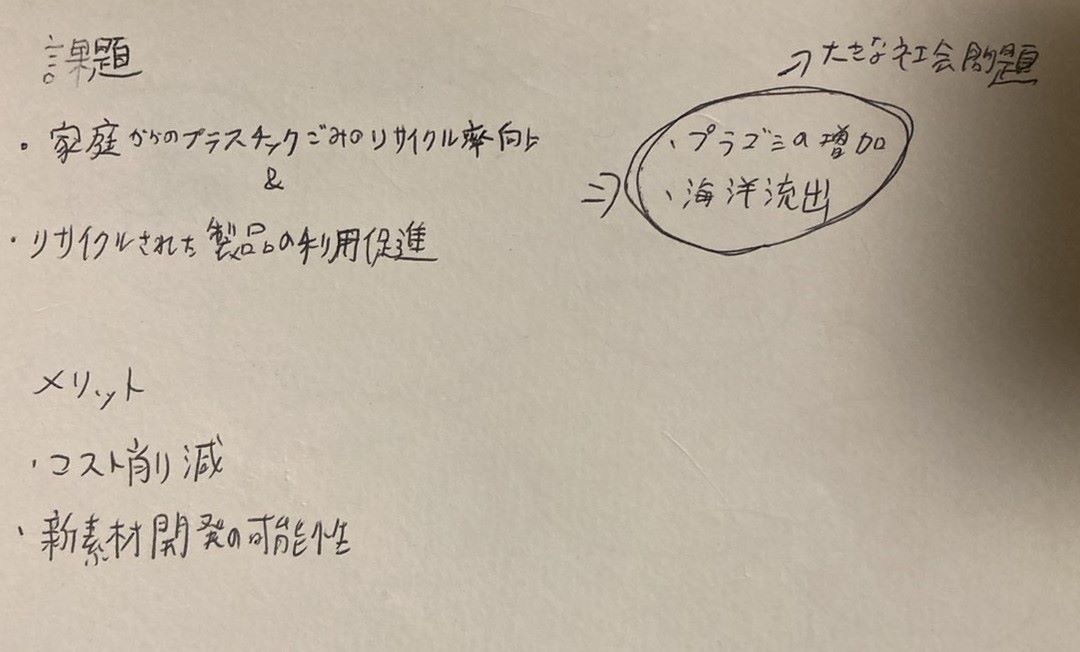 課題
・家庭からのプラスチックごみのリサイクル率向上
&
・リサイクルされた製品の利用促進
→大きな社会問題
⇒・プラゴミの増加
・海洋流出
メリット
・コスト削減
・新素材開発の可能性